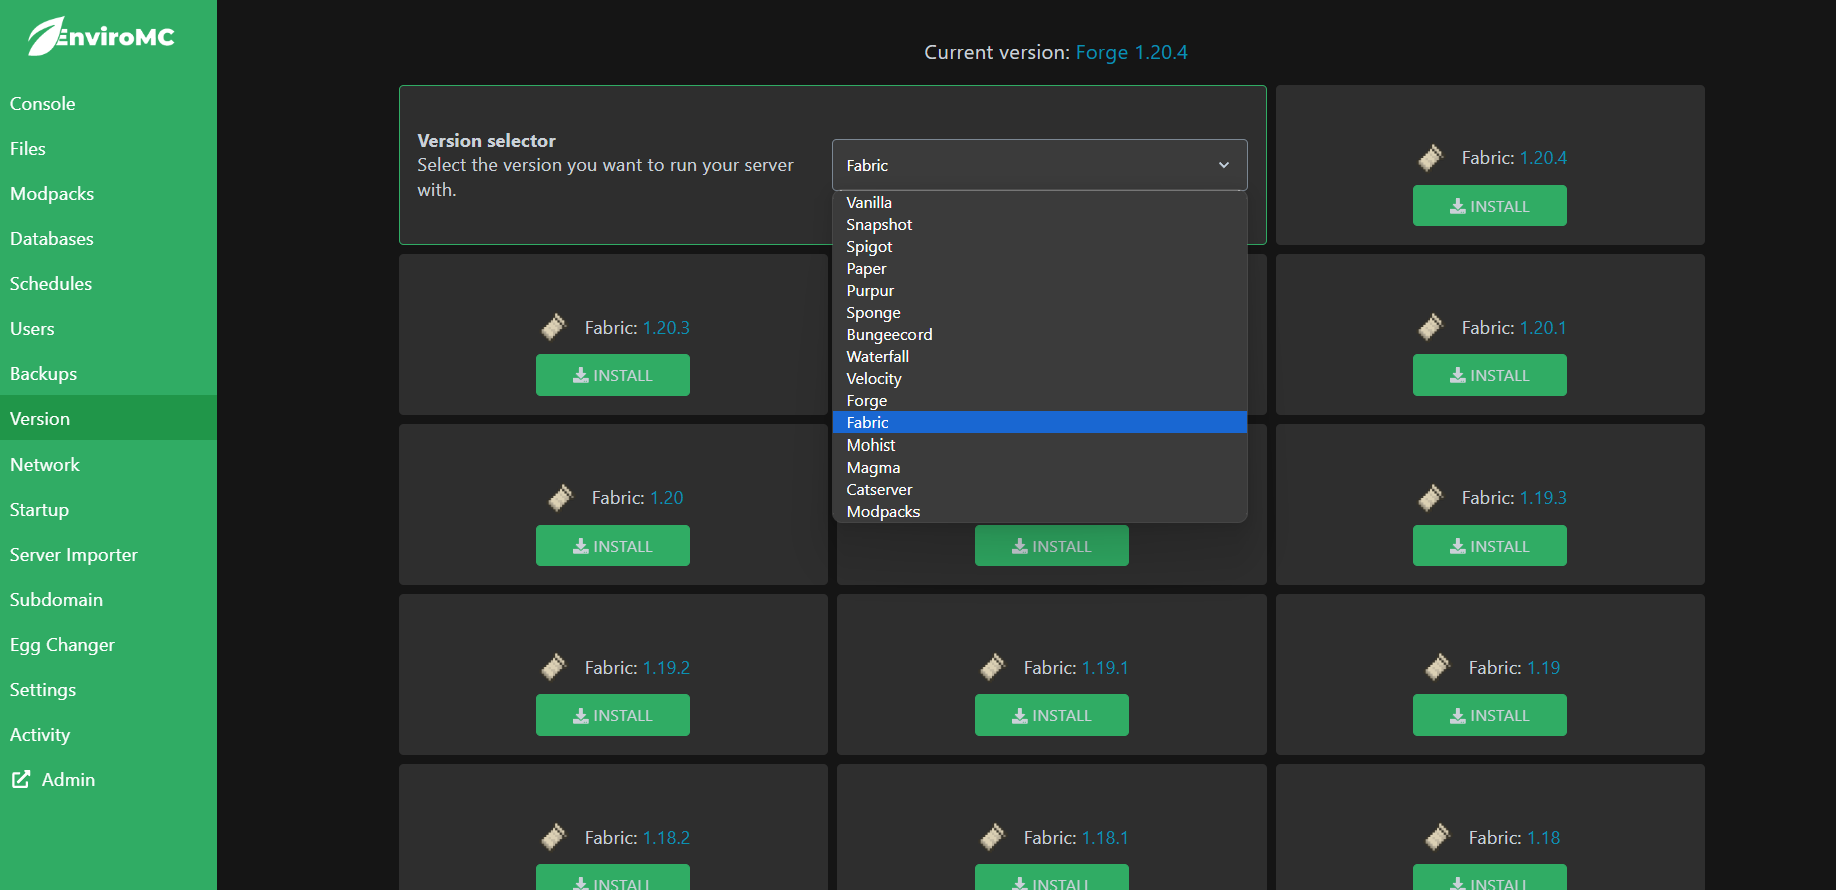 EnviroMC
Console
Files
Modpacks
Databases
Schedules
Users
Backups
Version
Network
Startup
Server Importer
Subdomain
Egg Changer
Settings
Activity
Admin
Current version: Forge 1.20.4
Version selector
Select the version you want to run your server
with.
Fabric
Vanilla
Snapshot
Spigot
Paper
Purpur
Sponge
Bungeecord
Waterfall
Velocity
Forge
Fabric
Mohist
Magma
Catserver
Modpacks
Fabric: 1.20.4
INSTALL
Fabric: 1.20.3
INSTALL
Fabric: 1.20.1
INSTALL
Fabric: 1.20
INSTALL
INSTALL
Fabric: 1.19.3
INSTALL
Fabric: 1.19.2
INSTALL
Fabric: 1.19.1
INSTALL
Fabric: 1.19
INSTALL
Fabric: 1.18.2
INSTALL
Fabric: 1.18.1
INSTALL
Fabric: 1.18
INSTALL